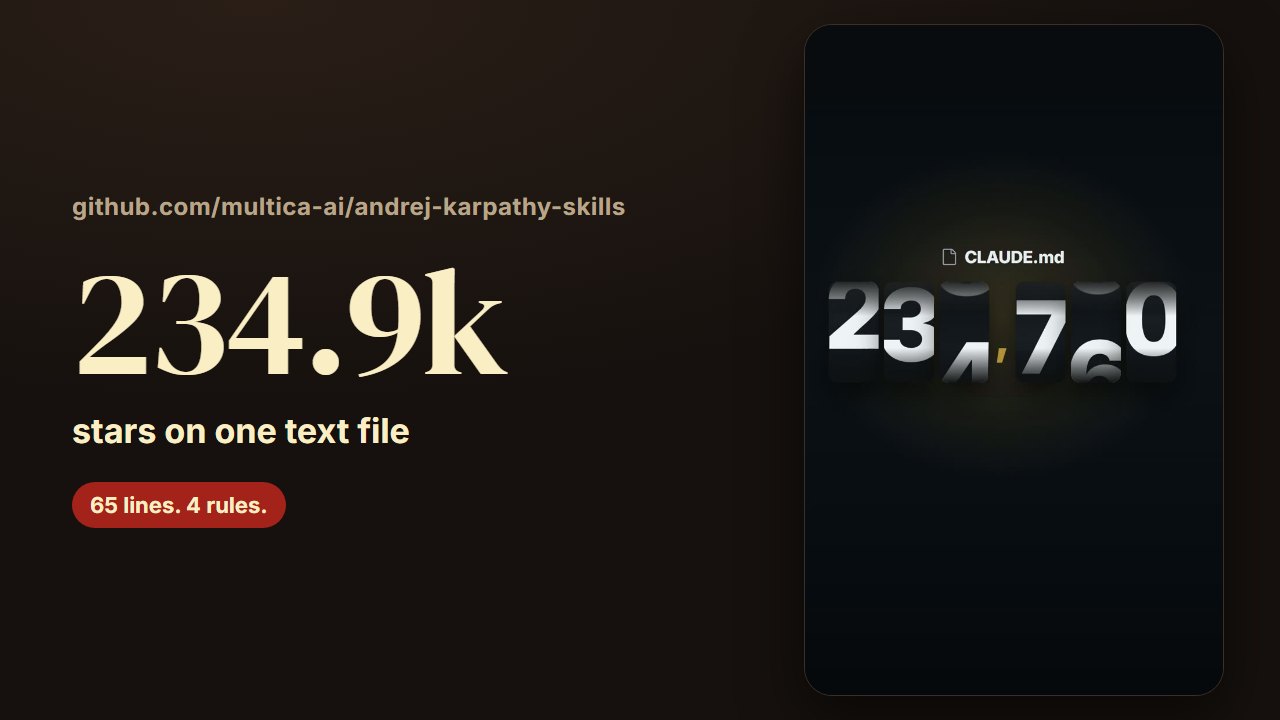 github.com/multica-ai/andrej-karpathy-skills
234.9k
stars on one text file
65 lines. 4 rules.
CLAUDE.md
234,760